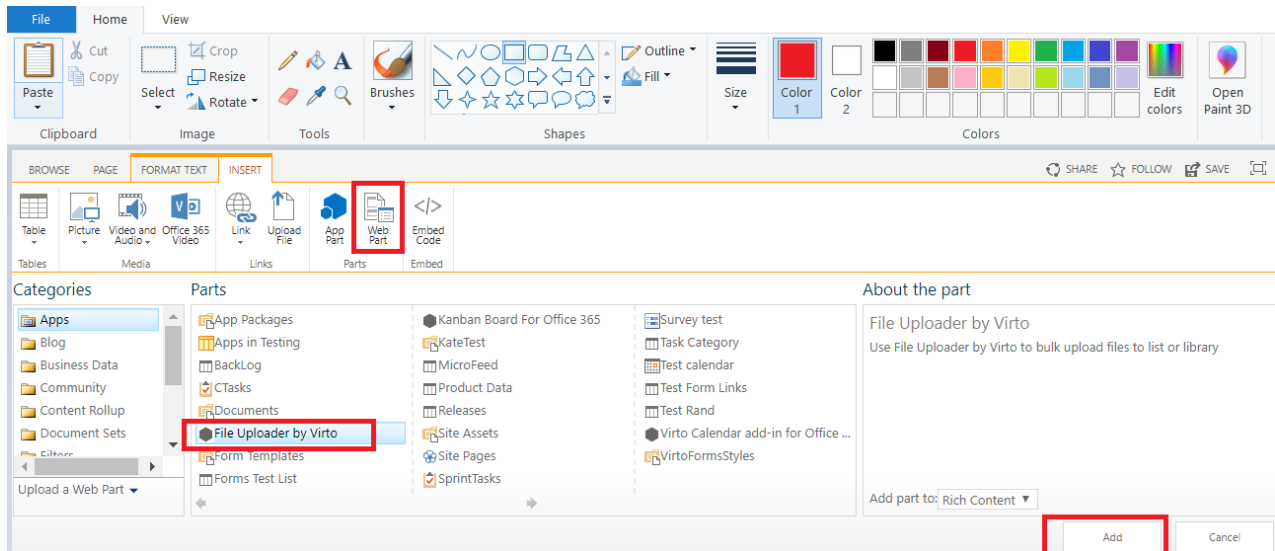 File Home View
Paste
Cut
Copy
Clipboard
Select
Crop
Resize
Rotate
Image
A
Tools
Brushes
Outline
Fill
Shapes
Size
Color
1
Color
2
Edit
colors
Colors
Open
Paint 3D
BROWSE PAGE FORMAT TEXT INSERT
SHARE FOLLOW SAVE
Table
Tables
Picture
Video and
Audio
Office 365
Video
Media
Link
Upload
File
Links
App
Part
Web
Part
Parts
</>
Embed
Code
Embed
Categories
Apps
Blog
Business Data
Community
Content Rollup
Document Sets
Filters
Upload a Web Part
Parts
App Packages
Apps in Testing
BackLog
CTasks
Documents
File Uploader by Virto
Form Templates
Forms Test List
Kanban Board For Office 365
KateTest
MicroFeed
Product Data
Releases
Site Assets
Site Pages
SprintTasks
Survey test
Task Category
Test calendar
Test Form Links
Test Rand
Virto Calendar add-in for Office ...
VirtoFormsStyles
About the part
File Uploader by Virto
Use File Uploader by Virto to bulk upload files to list or library
Add part to: Rich Content
Add
Cancel